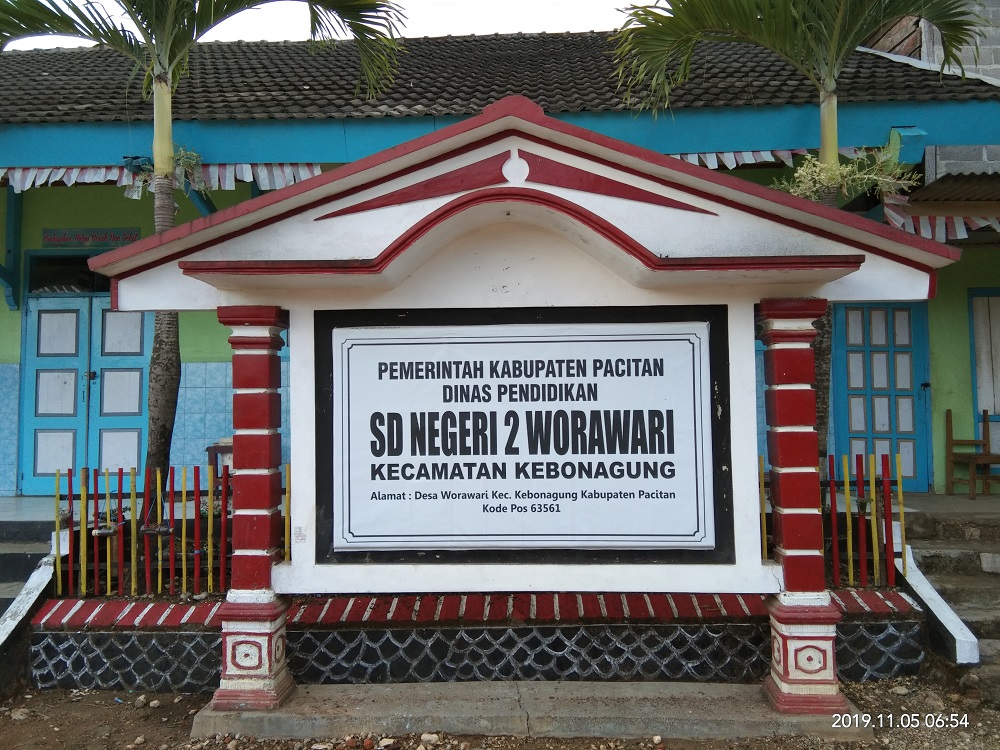 PEMERINTAH KABUPATEN PACITAN
DINAS PENDIDIKAN
SD NEGERI 2 WORAWARI
KECAMATAN KEBONAGUNG
Alamat : Desa Worawari Kec. Kebonagung Kabupaten Pacitan
Kode Pos 63561
2019.11.05 06:54